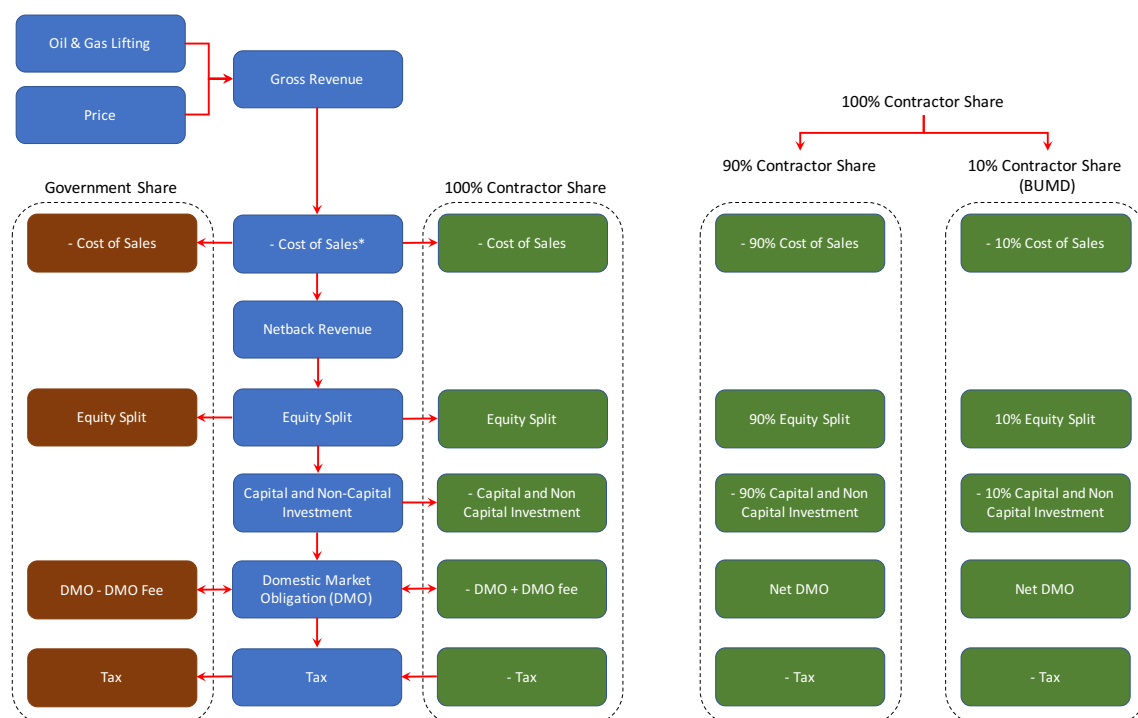 Oil & Gas Lifting
Gross Revenue
Price
100% Contractor Share
90% Contractor Share
10% Contractor Share
(BUMD)
Government Share
100% Contractor Share
- Cost of Sales
- Cost of Sales*
- Cost of Sales
- 90% Cost of Sales
- 10% Cost of Sales
Netback Revenue
Equity Split
Equity Split
Equity Split
90% Equity Split
10% Equity Split
Capital and Non-Capital
Investment
- Capital and Non
Capital Investment
- 90% Capital and Non
Capital Investment
- 10% Capital and Non
Capital Investment
DMO - DMO Fee
Domestic Market
Obligation (DMO)
- DMO + DMO fee
Net DMO
Net DMO
Tax
Tax
- Tax
- Tax
- Tax